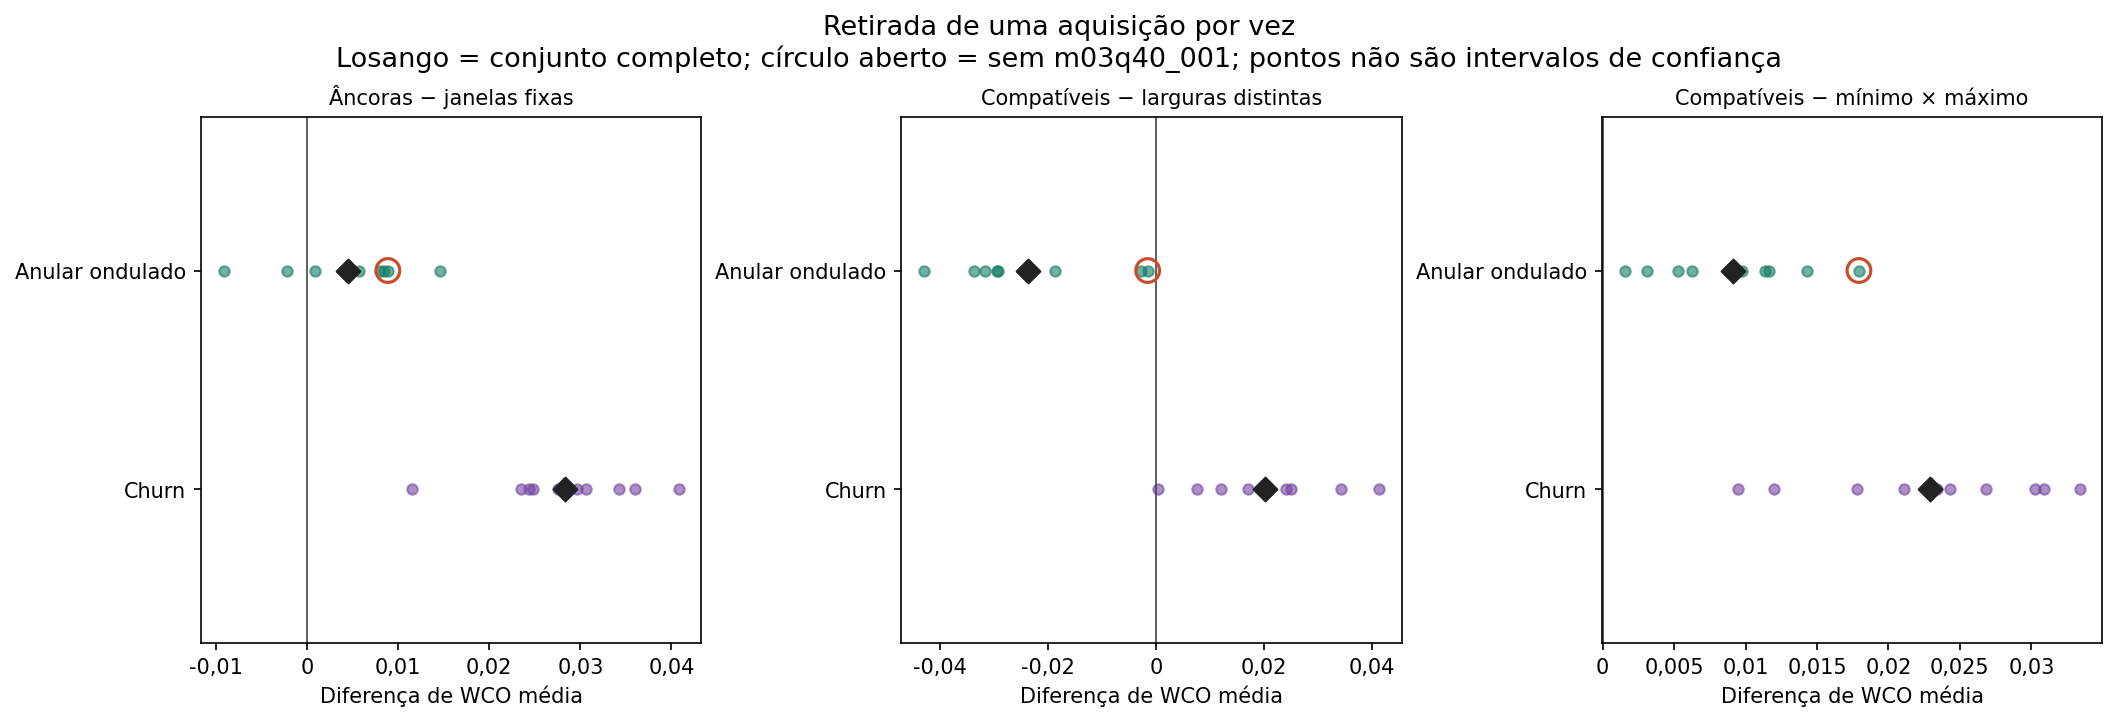 Retirada de uma aquisição por vez
Losango = conjunto completo; círculo aberto = sem m03q40_001; pontos não são intervalos de confiança
Âncoras − janelas fixas
Anular ondulado
Churn
-0,01 0 0,01 0,02 0,03 0,04
Diferença de WCO média
Compatíveis − larguras distintas
Anular ondulado
Churn
-0,04 -0,02 0 0,02 0,04
Diferença de WCO média
Compatíveis − mínimo × máximo
Anular ondulado
Churn
0 0,005 0,01 0,015 0,02 0,025 0,03
Diferença de WCO média